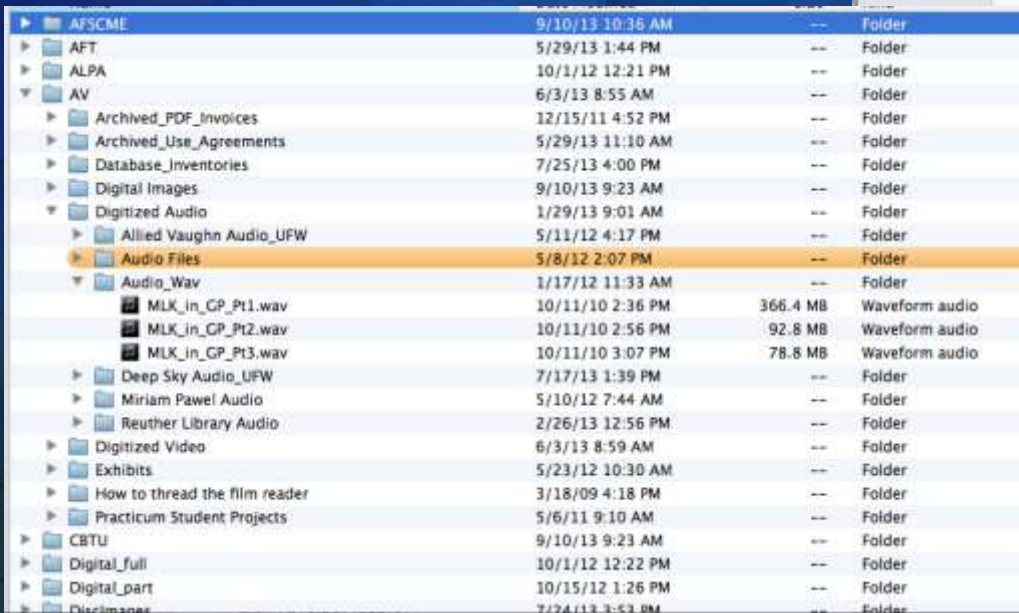 AFSCME 9/10/13 10:36 AM -- Folder
AFT 5/29/13 1:44 PM -- Folder
ALPA 10/1/12 12:21 PM -- Folder
AV 6/3/13 8:55 AM -- Folder
Archived_PDF_Invoices 12/15/11 4:52 PM -- Folder
Archived_Use_Agreements 5/29/13 11:10 AM -- Folder
Database_Inventories 7/25/13 4:00 PM -- Folder
Digital Images 9/10/13 9:23 AM -- Folder
Digitized Audio 1/29/13 9:01 AM -- Folder
Allied Vaughn Audio_UFW 5/11/12 4:17 PM -- Folder
Audio Files 5/8/12 2:07 PM -- Folder
Audio_Wav 1/17/12 11:33 AM -- Folder
MLK_in_GP_Pt1.wav 10/11/10 2:36 PM 366.4 MB Waveform audio
MLK_in_GP_Pt2.wav 10/11/10 2:56 PM 92.8 MB Waveform audio
MLK_in_GP_Pt3.wav 10/11/10 3:07 PM 78.8 MB Waveform audio
Deep Sky Audio_UFW 7/17/13 1:39 PM -- Folder
Miriam Pawel Audio 5/10/12 7:44 AM -- Folder
Reuther Library Audio 2/26/13 12:56 PM -- Folder
Digitized Video 6/3/13 8:59 AM -- Folder
Exhibits 5/23/12 10:30 AM -- Folder
How to thread the film reader 3/18/09 4:18 PM -- Folder
Practicum Student Projects 5/6/11 9:10 AM -- Folder
CBTU 9/10/13 9:23 AM -- Folder
Digital_full 10/1/12 12:22 PM -- Folder
Digital_part 10/15/12 1:26 PM -- Folder
DiscImages 7/24/13 3:53 PM -- Folder